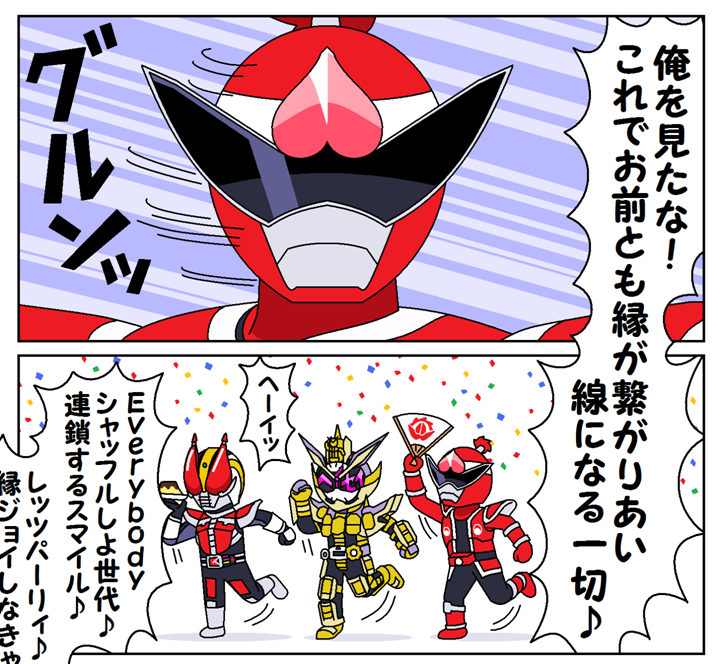 俺を見たな！
これでお前とも縁が繋がりあい
線になる一切♪
グルンッ
ヘーイッ
Everybody
シャッフルしよ世代♪
連鎖するスマイル♪
レッツパーリィ♪
縁ジョイしなきゃ